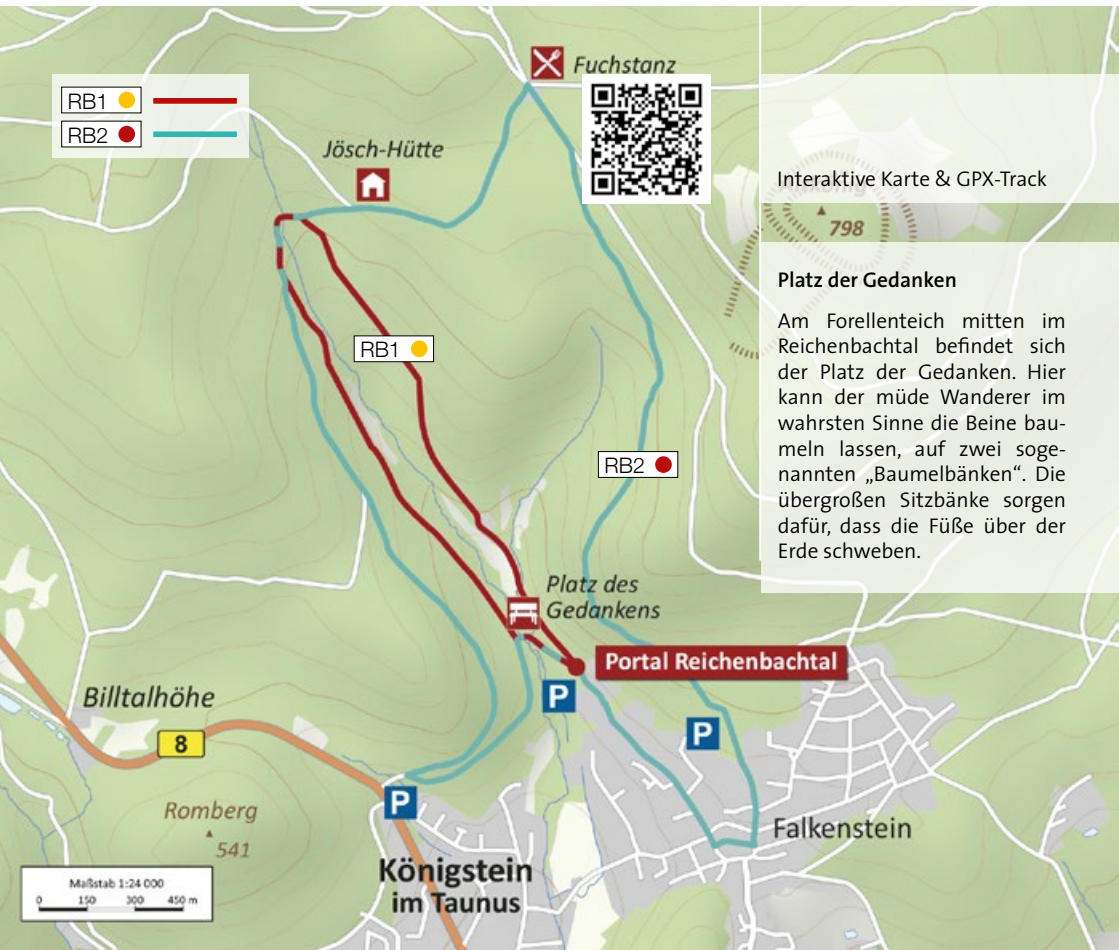 Fuchstanz
RB1
RB2
Jösch-Hütte
Interaktive Karte & GPX-Track
798
Platz der Gedanken
Am Forellenteich mitten im
Reichenbachtal befindet sich
der Platz der Gedanken. Hier
kann der müde Wanderer im
wahrsten Sinne die Beine bau-
meln lassen, auf zwei soge-
nannten „Baumelbänken“. Die
übergroßen Sitzbänke sorgen
dafür, dass die Füße über der
Erde schweben.
RB1
RB2
Platz des
Gedankens
Portal Reichenbachtal
P
P
Billtalhöhe
8
P
Romberg
541
Falkenstein
Königstein
im Taunus
Maßstab 1:24 000
0 150 300 450 m